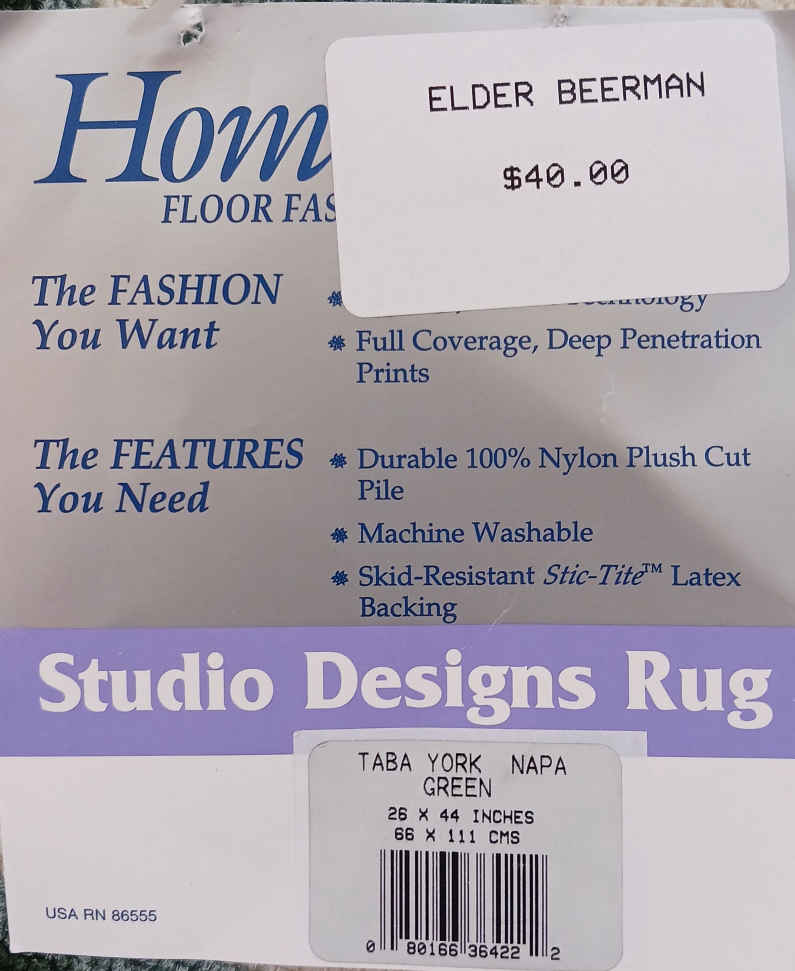 Hom
FLOOR FAS
ELDER BEERMAN
$40.00
The FASHION
You Want
Technology
Full Coverage, Deep Penetration
Prints
The FEATURES
You Need
Durable 100% Nylon Plush Cut
Pile
Machine Washable
Skid-Resistant Stic-Tite™ Latex
Backing
Studio Designs Rug
TABA YORK NAPA
GREEN
26 X 44 INCHES
66 X 111 CMS
0 80166 36422 2
USA RN 86555